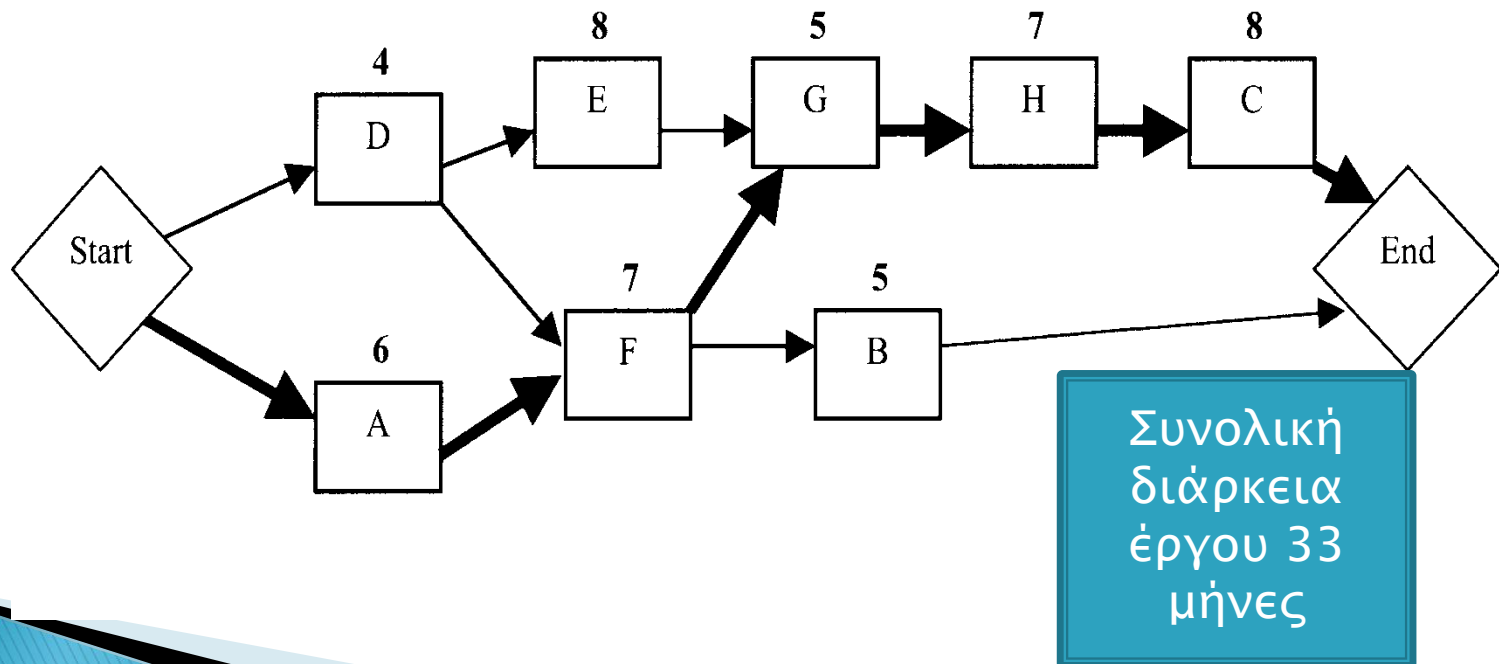 8 5 7 8
4
E G H C
D
Start End
7 5
6
F B
A
Συνολική
διάρκεια
έργου 33
μήνες